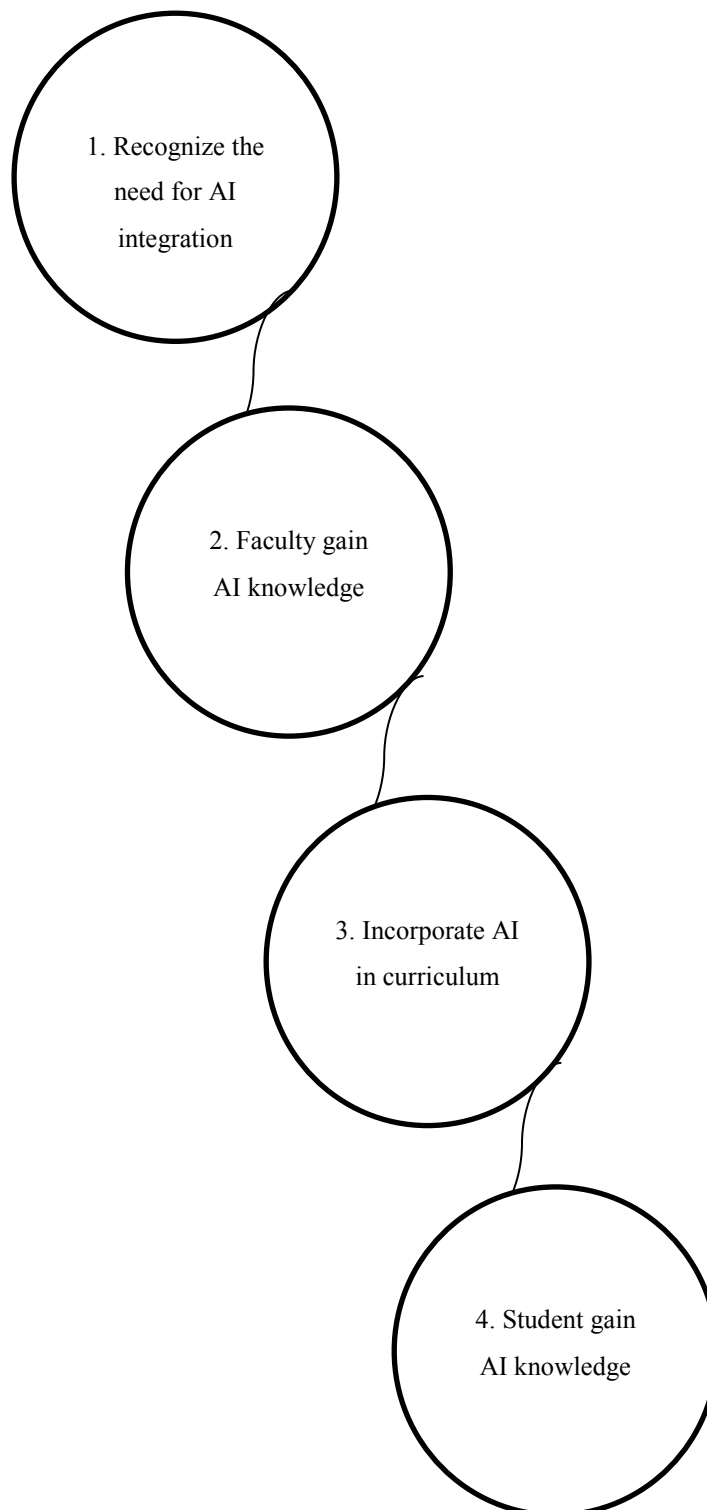 1. Recognize the
need for AI
integration
2. Faculty gain
AI knowledge
3. Incorporate AI
in curriculum
4. Student gain
AI knowledge